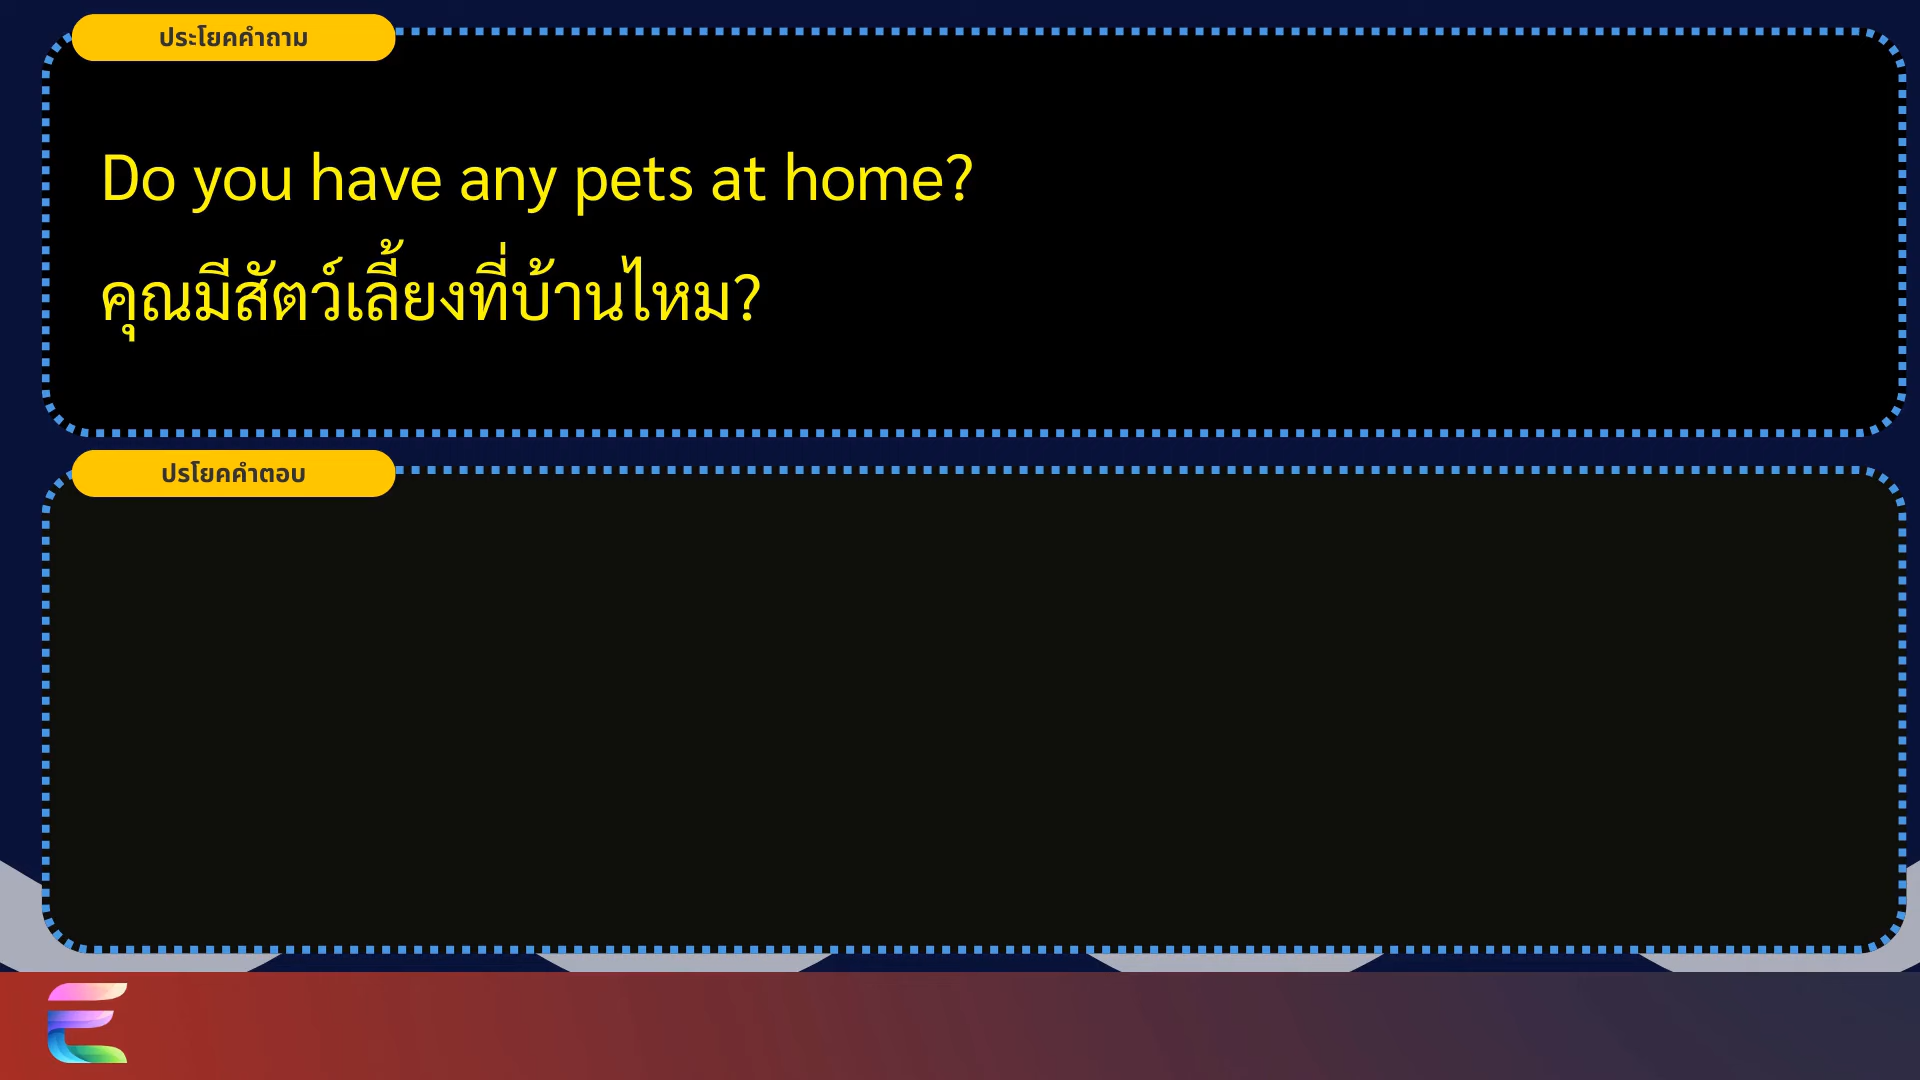 ประโยคคำถาม
Do you have any pets at home?
คุณมีสัตว์เลี้ยงที่บ้านไหม?
ปรโยคคำตอบ